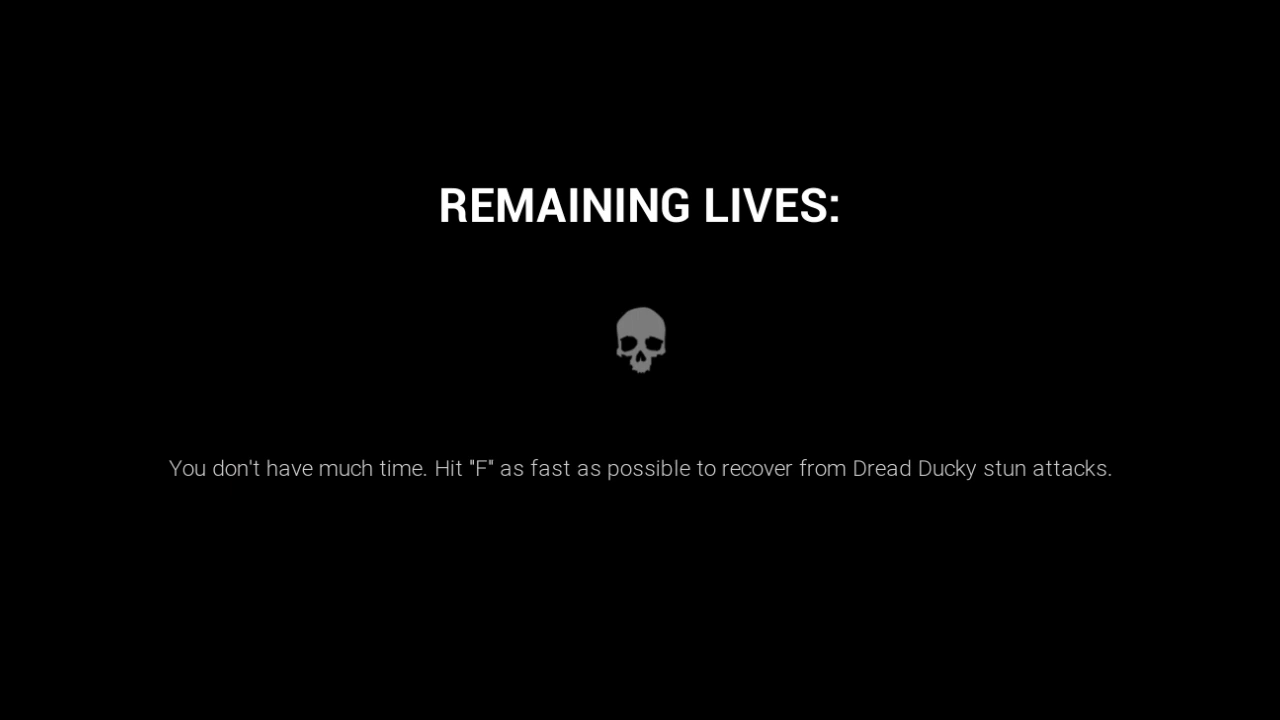 REMAINING LIVES:
You don't have much time. Hit "F" as fast as possible to recover from Dread Ducky stun attacks.